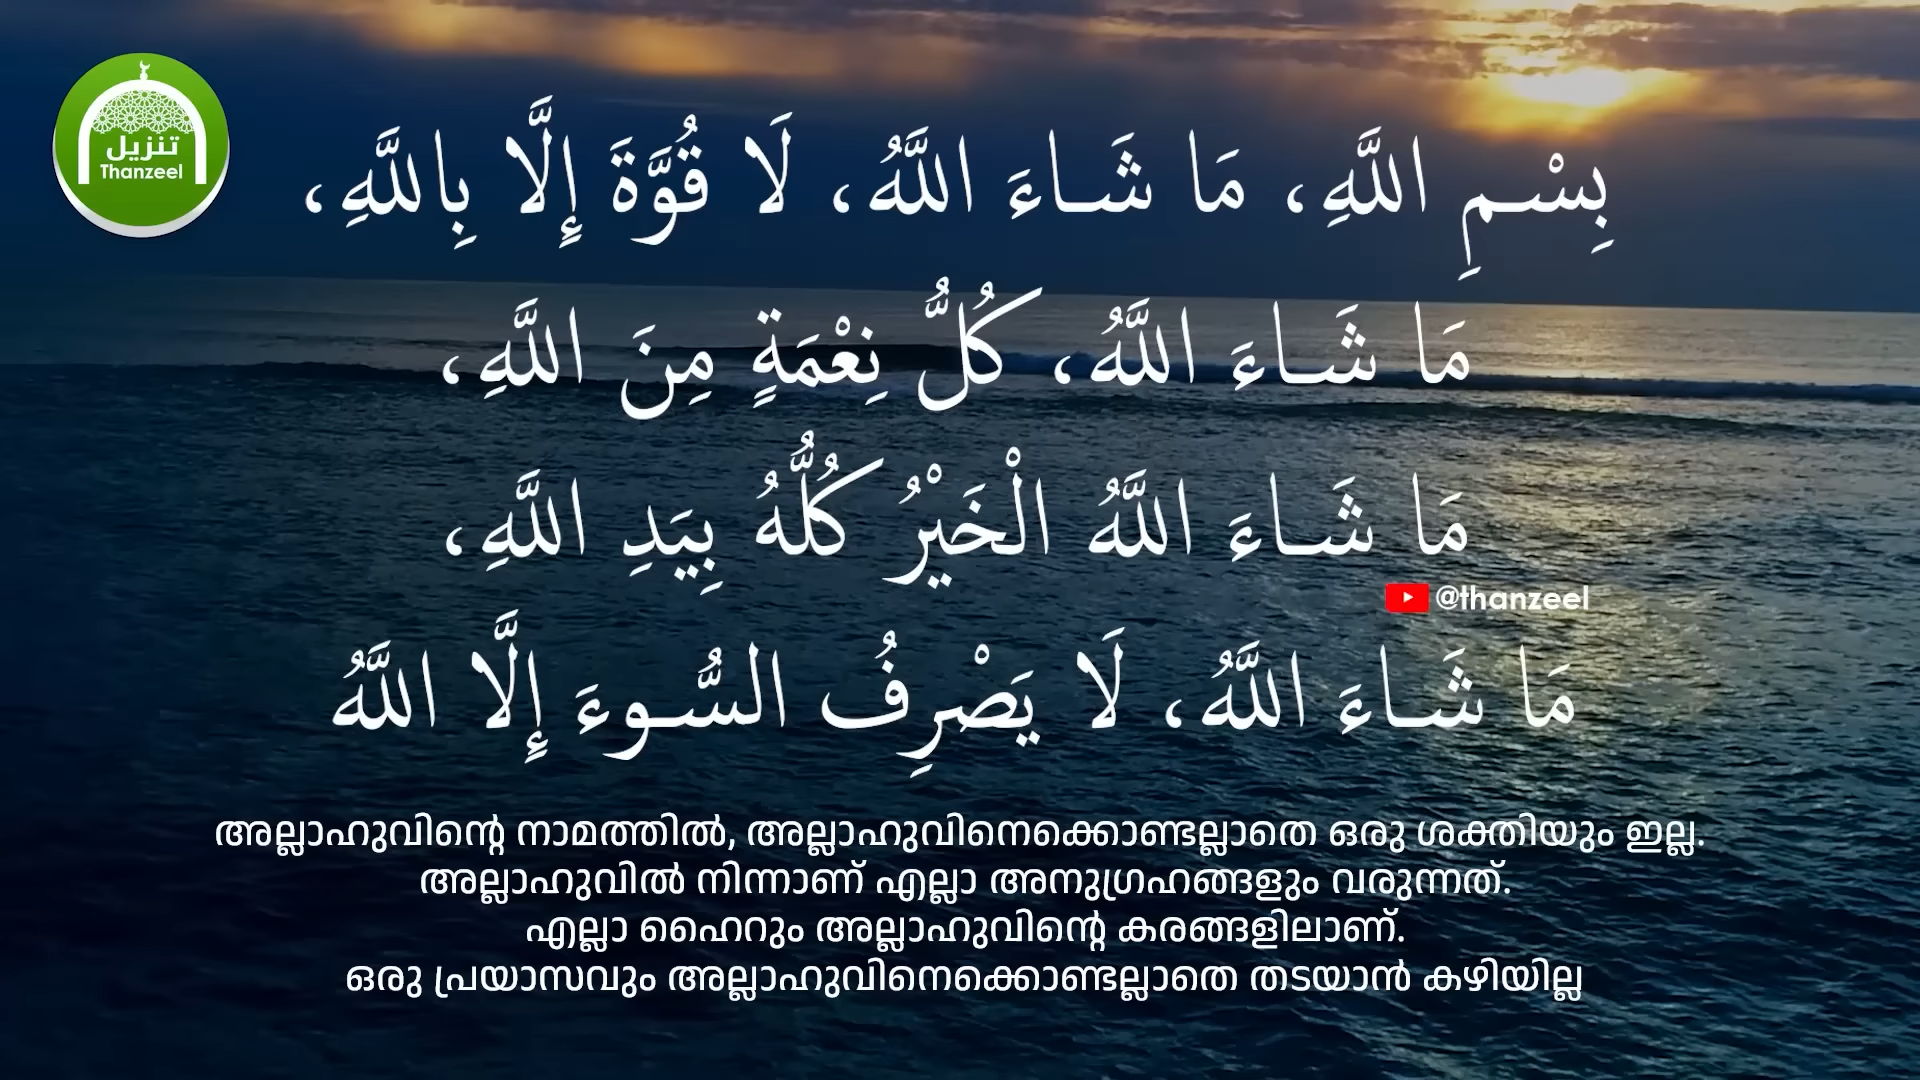 تنزيل
Thanzeel
بِسْمِ اللَّهِ، مَا شَاءَ اللَّهُ، لَا قُوَّةَ إِلَّا بِاللَّهِ،
مَا شَاءَ اللَّهُ، كُلُّ نِعْمَةٍ مِنَ اللَّهِ،
مَا شَاءَ اللَّهُ الْخَيْرُ كُلُّهُ بِيَدِ اللَّهِ،
@thanzeel
مَا شَاءَ اللَّهُ، لَا يَصْرِفُ السُّوءَ إِلَّا اللَّهُ
അല്ലാഹുവിന്റെ നാമത്തിൽ, അല്ലാഹുവിനെക്കൊണ്ടല്ലാതെ ഒരു ശക്തിയും ഇല്ല.
അല്ലാഹുവിൽ നിന്നാണ് എല്ലാ അനുഗ്രഹങ്ങളും വരുന്നത്.
എല്ലാ ഹൈറും അല്ലാഹുവിന്റെ കരങ്ങളിലാണ്.
ഒരു പ്രയാസവും അല്ലാഹുവിനെക്കൊണ്ടല്ലാതെ തടയാൻ കഴിയില്ല